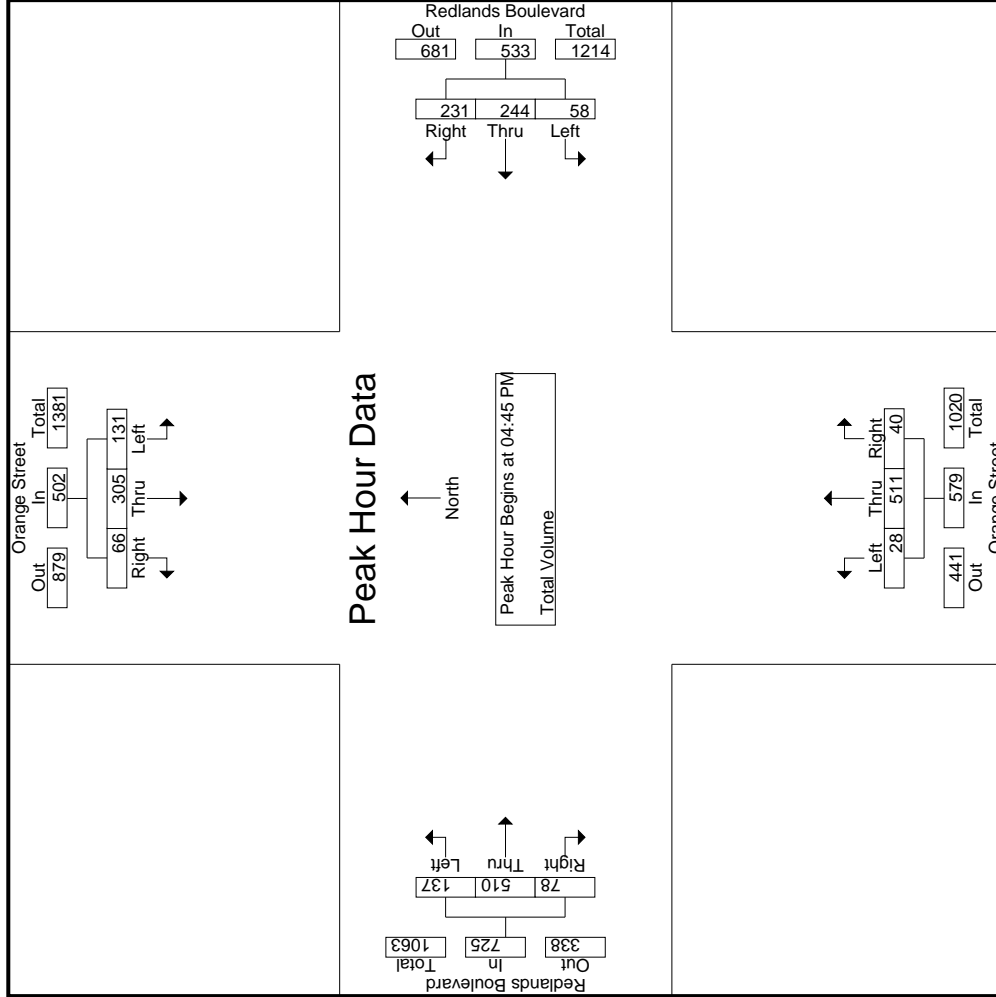 Redlands Boulevard
Out In Total
681 533 1214
231 244 58
Right Thru Left
Orange Street
Out In Total
879 502 1381
66 305 131
Right Thru Left
Peak Hour Data
North
Peak Hour Begins at 04:45 PM
Total Volume
Left Thru Right
28 511 40
441 579 1020
Out In Total
Orange Street
Left Thru Right
137 510 78
Total In Out
1063 725 338
Redlands Boulevard